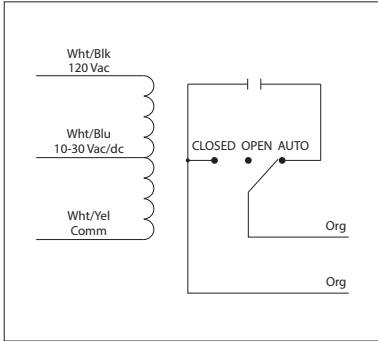 Wht/Blk
120 Vac
Wht/Blu
10-30 Vac/dc
CLOSED OPEN AUTO
Wht/Yel
Comm
Org
Org